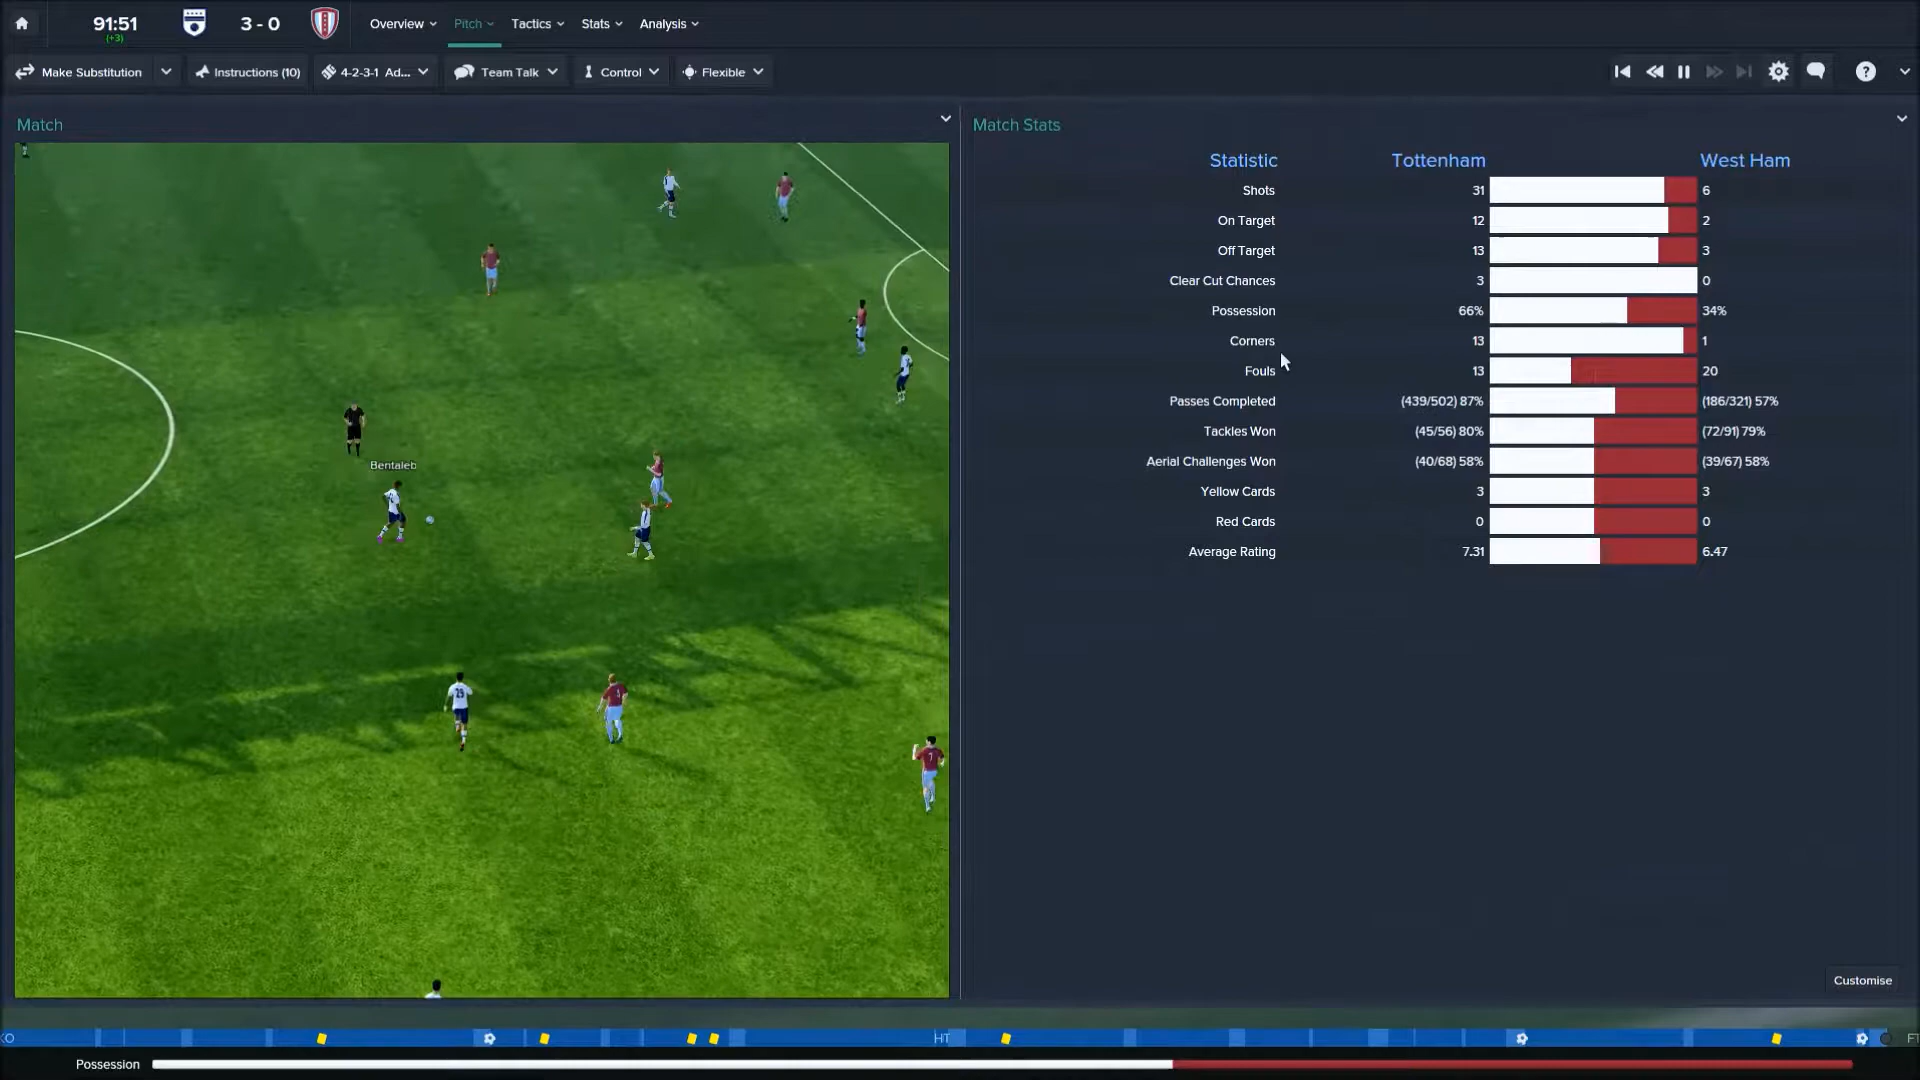 91:51
(+3)
3 - 0
Overview
Pitch
Tactics
Stats
Analysis
Make Substitution
Instructions (10)
4-2-3-1 Ad...
Team Talk
Control
Flexible
?
Match
Bentaleb
25
7
Match Stats
Statistic Tottenham West Ham
Shots 31 6
On Target 12 2
Off Target 13 3
Clear Cut Chances 3 0
Possession 66% 34%
Corners 13 1
Fouls 13 20
Passes Completed (439/502) 87% (186/321) 57%
Tackles Won (45/56) 80% (72/91) 79%
Aerial Challenges Won (40/68) 58% (39/67) 58%
Yellow Cards 3 3
Red Cards 0 0
Average Rating 7.31 6.47
Customise
HT
Possession